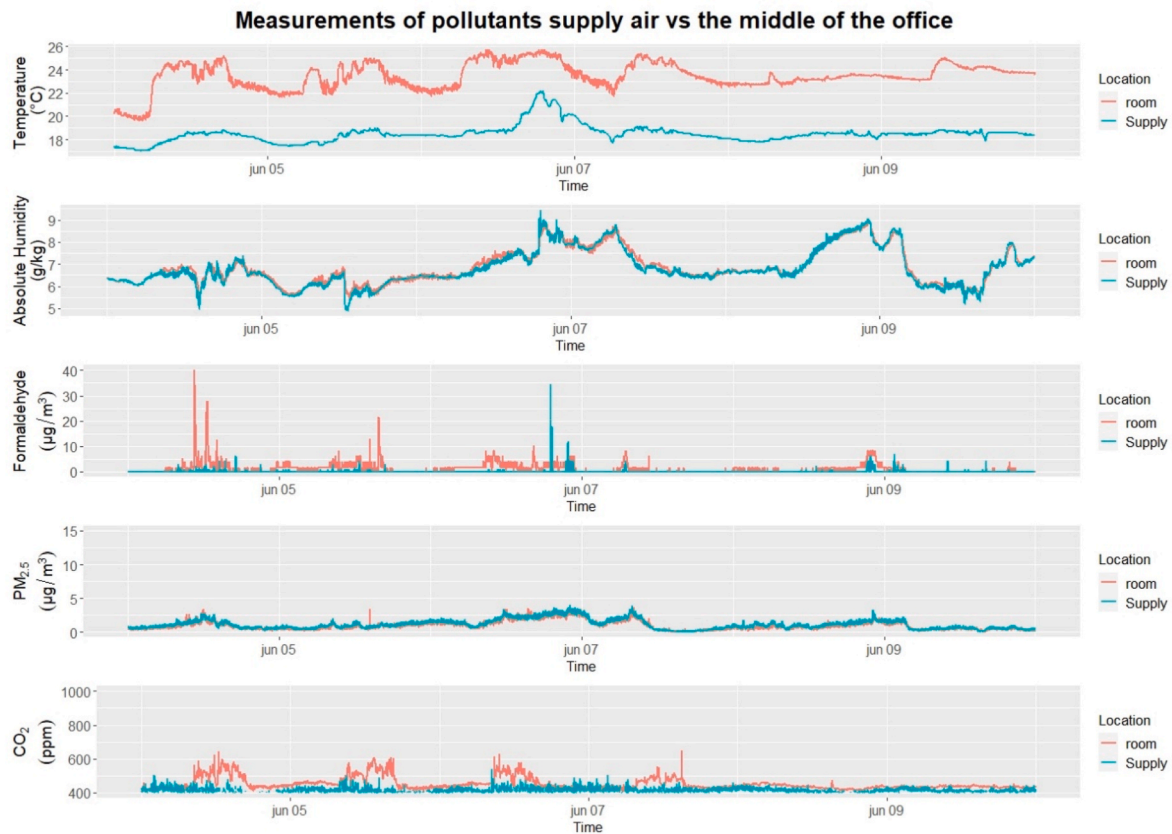 Measurements of pollutants supply air vs the middle of the office
Temperature
(°C)
26
24
22
20
18
jun 05
jun 07
jun 09
Time
Location
room
Supply
Absolute Humidity
(g/kg)
9
8
7
6
5
jun 05
jun 07
jun 09
Time
Location
room
Supply
Formaldehyde
(µg/m³)
40
30
20
10
0
jun 05
jun 07
jun 09
Time
Location
room
Supply
PM₂.₅
(µg/m³)
15
10
5
0
jun 05
jun 07
jun 09
Time
Location
room
Supply
CO₂
(ppm)
1000
800
600
400
jun 05
jun 07
jun 09
Time
Location
room
Supply